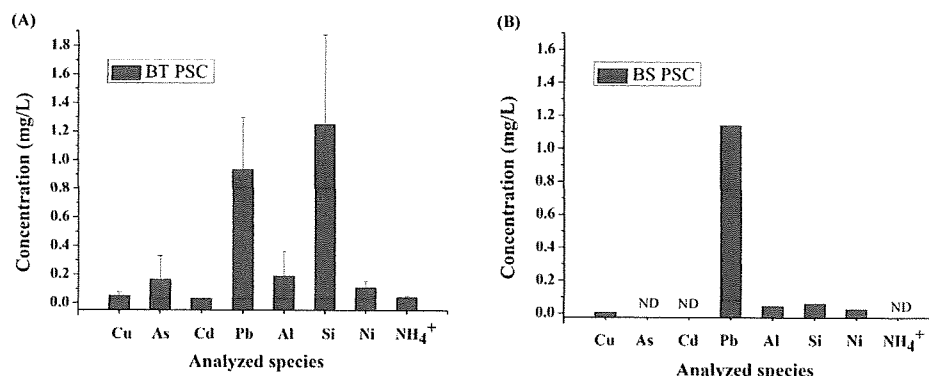 (A)
1.8
1.6
1.4
1.2
1.0
0.8
0.6
0.4
0.2
0.0
Concentration (mg/L)
BT PSC
Cu As Cd Pb Al Si Ni NH4+
Analyzed species
(B)
1.6
1.4
1.2
1.0
0.8
0.6
0.4
0.2
0.0
Concentration (mg/L)
BS PSC
ND ND ND
Cu As Cd Pb Al Si Ni NH4+
Analyzed species